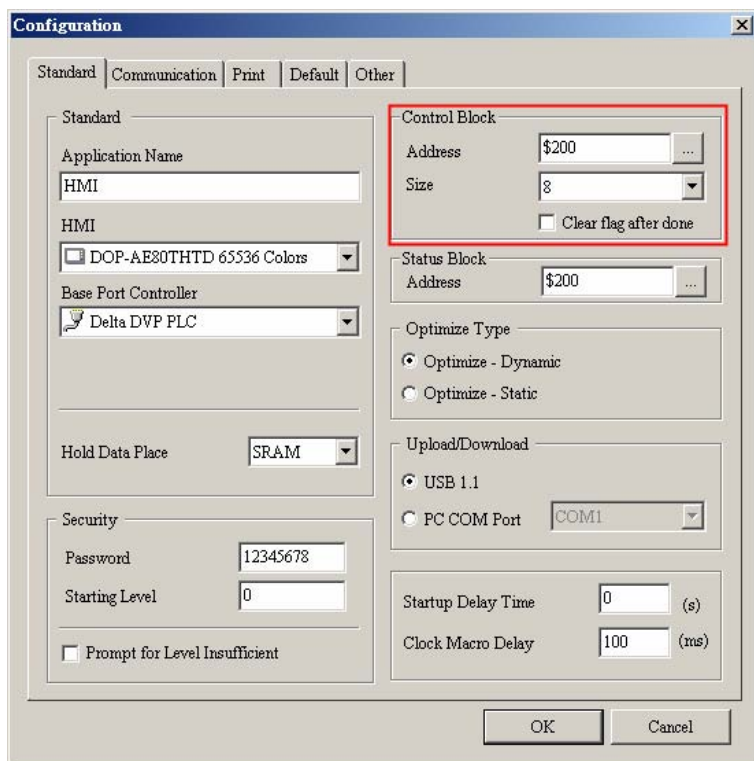 Configuration
Standard
Communication
Print
Default
Other
Standard
Application Name
HMI
HMI
DOP-AE80THTD 65536 Colors
Base Port Controller
Delta DVP PLC
Hold Data Place
SRAM
Security
Password
12345678
Starting Level
0
Prompt for Level Insufficient
Control Block
Address
$200
...
Size
8
Clear flag after done
Status Block
Address
$200
...
Optimize Type
Optimize - Dynamic
Optimize - Static
Upload/Download
USB 1.1
PC COM Port
COM1
Startup Delay Time
0
(s)
Clock Macro Delay
100
(ms)
OK
Cancel